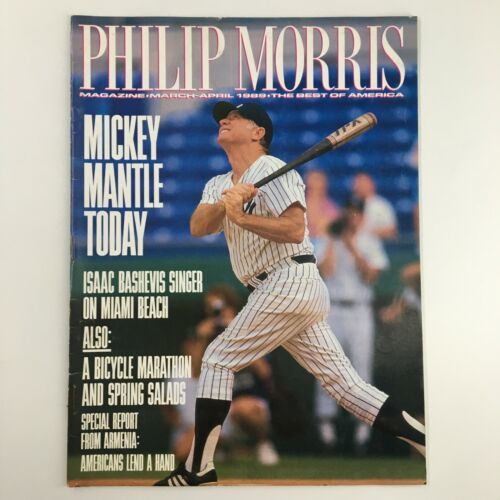 PHILIP MORRIS
MAGAZINE•MARCH-APRIL 1989•THE BEST OF AMERICA
MICKEY
MANTLE
TODAY
ISAAC BASHEVIS SINGER
ON MIAMI BEACH
ALSO:
A BICYCLE MARATHON
AND SPRING SALADS
SPECIAL REPORT
FROM ARMENIA:
AMERICANS LEND A HAND